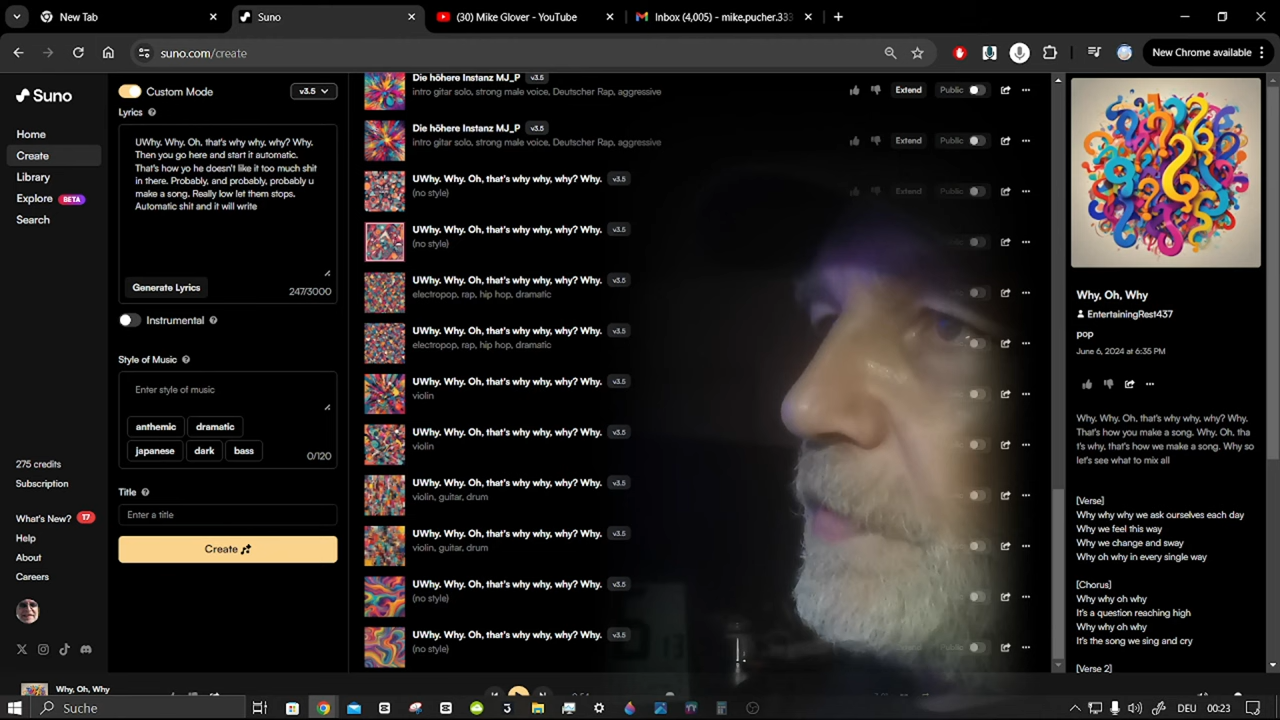 New Tab
Suno
(30) Mike Glover - YouTube
Inbox (4,005) - mike.pucher.333
suno.com/create
New Chrome available
Suno
Home
Create
Library
Explore BETA
Search
275 credits
Subscription
What's New? 17
Help
About
Careers
Custom Mode
v3.5
Lyrics
UWhy. Why. Oh, that's why why, why? Why.
Then you go here and start it automatic.
That's how yo he doesn't like it too much shit
in there. Probably, and probably, probably u
make a song. Really low let them stops.
Automatic shit and it will write
Generate Lyrics
247/3000
Instrumental
Style of Music
Enter style of music
anthemic
dramatic
japanese
dark
bass
0/120
Title
Enter a title
Create
Die höhere Instanz MJ_P v3.5
intro gitar solo, strong male voice, Deutscher Rap, aggressive
Extend
Public
Die höhere Instanz MJ_P v3.5
intro gitar solo, strong male voice, Deutscher Rap, aggressive
Extend
Public
UWhy. Why. Oh, that's why why, why? Why. v3.5
(no style)
Extend
Public
UWhy. Why. Oh, that's why why, why? Why. v3.5
(no style)
UWhy. Why. Oh, that's why why, why? Why. v3.5
electropop, rap, hip hop, dramatic
UWhy. Why. Oh, that's why why, why? Why. v3.5
electropop, rap, hip hop, dramatic
UWhy. Why. Oh, that's why why, why? Why. v3.5
violin
UWhy. Why. Oh, that's why why, why? Why. v3.5
violin
UWhy. Why. Oh, that's why why, why? Why. v3.5
violin, guitar, drum
UWhy. Why. Oh, that's why why, why? Why. v3.5
violin, guitar, drum
UWhy. Why. Oh, that's why why, why? Why. v3.5
(no style)
UWhy. Why. Oh, that's why why, why? Why. v3.5
(no style)
Why, Oh, Why
EntertainingRest437
pop
June 6, 2024 at 6:35 PM
Why. Why. Oh, that's why why, why? Why.
That's how you make a song. Why, Oh, tha
t's why, that's how we make a song. Why so
let's see what to mix all
[Verse]
Why why why we ask ourselves each day
Why we feel this way
Why we change and sway
Why oh why in every single way
[Chorus]
Why why oh why
It's a question reaching high
Why why oh why
It's the song we sing and cry
[Verse 2]
Why, Oh, Why
Suche
DEU
00:23